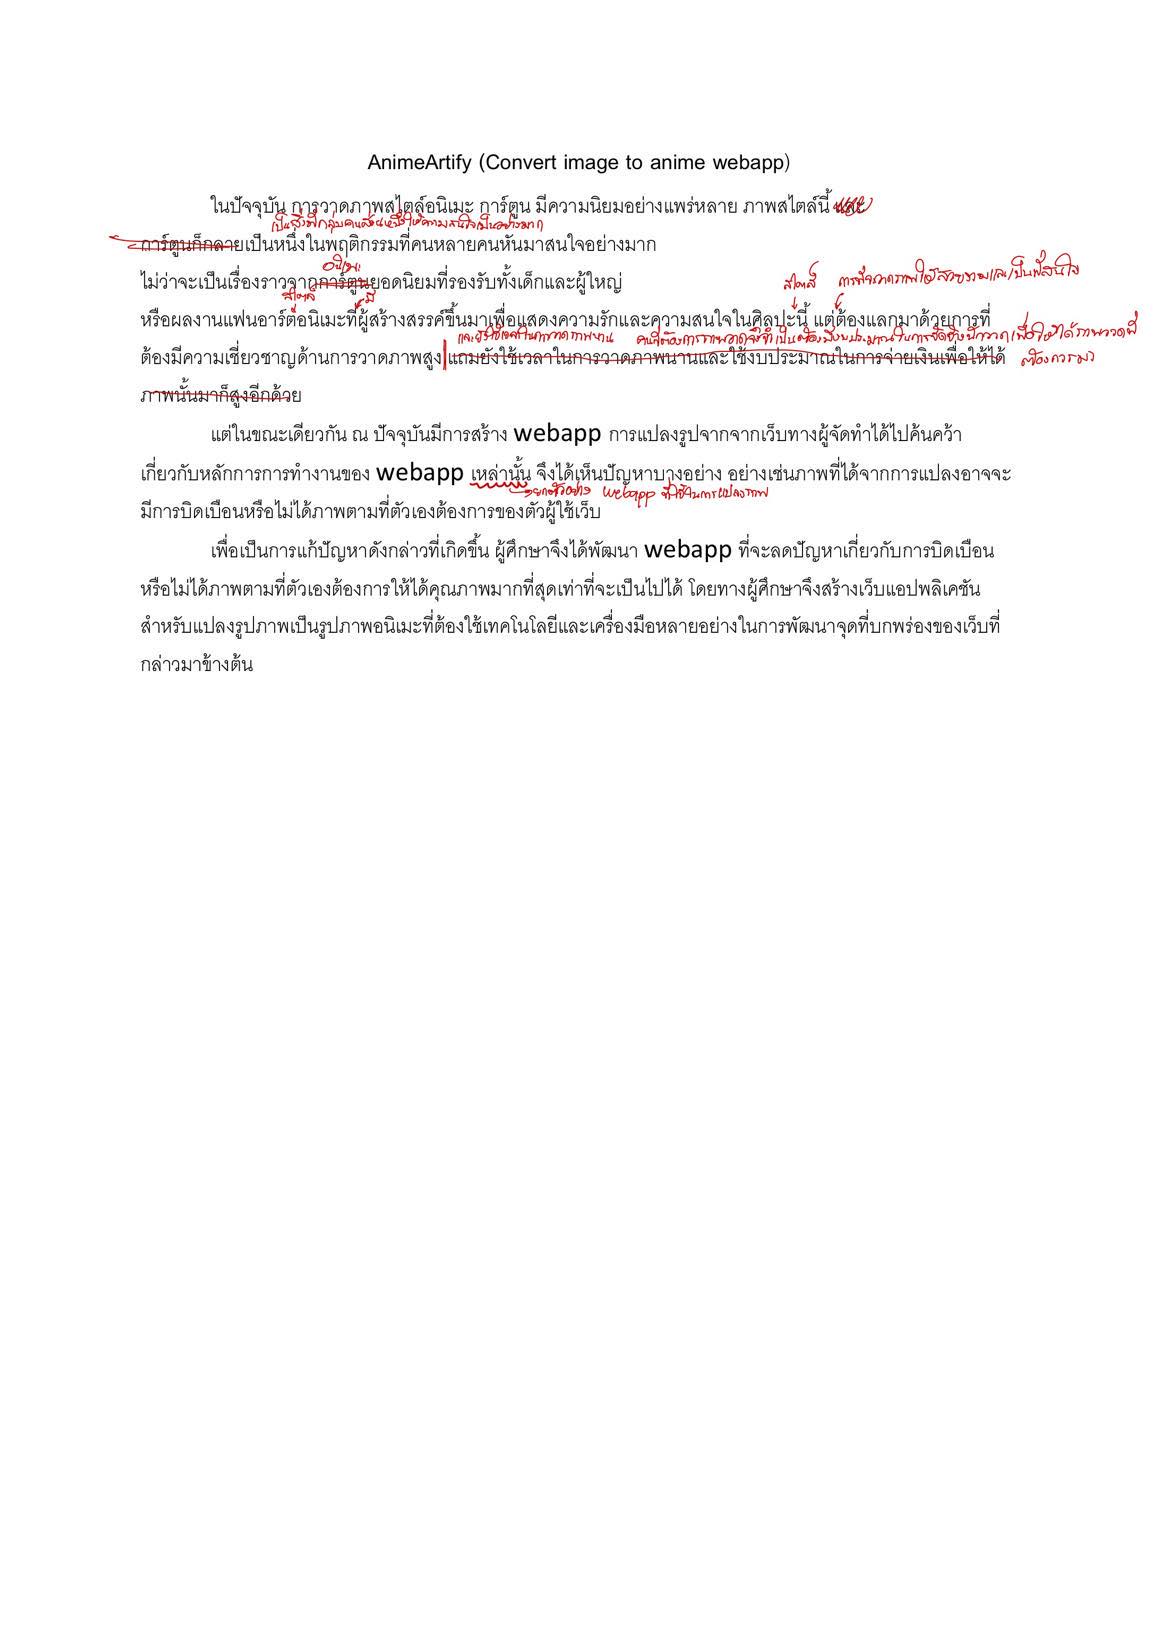 AnimeArtify (Convert image to anime webapp)
ในปัจจุบัน การวาดภาพสไตล์อนิเมะ การ์ตูน มีความนิยมอย่างแพร่หลาย ภาพสไตล์นี้ และ
เป็นสิ่งที่กลุ่มคนส่วนหนึ่งให้ความสนใจเป็นอย่างมาก
การ์ตูนก็กลายเป็นหนึ่งในพฤติกรรมที่คนหลายคนหันมาสนใจอย่างมาก
อนิเมะ
ไม่ว่าจะเป็นเรื่องราวจากการ์ตูนยอดนิยมที่รองรับทั้งเด็กและผู้ใหญ่
สไตล์ มี สไตล์ การที่จะวาดภาพให้สวยงามและเป็นที่สนใจ
หรือผลงานแฟนอาร์ต่อนิเมะที่ผู้สร้างสรรค์ขึ้นมาเพื่อแสดงความรักและความสนใจในศิลปะนี้ แต่ต้องแลกมาด้วยการที่
และใช้เวลาในการวาดภาพนาน คนที่ต้องการภาพวาดจึงจำเป็นต้องมีงบประมาณในการจัดจ้างนักวาด เพื่อให้ได้ภาพวาดที่
ต้องมีความเชี่ยวชาญด้านการวาดภาพสูง แถมยังใช้เวลาในการวาดภาพนานและใช้งบประมาณในการจ่ายเงินเพื่อให้ได้ ต้องการมา
ภาพนั้นมาก็สูงอีกด้วย
แต่ในขณะเดียวกัน ณ ปัจจุบันมีการสร้าง webapp การแปลงรูปจากจากเว็บทางผู้จัดทำได้ไปค้นคว้า
เกี่ยวกับหลักการการทำงานของ webapp เหล่านั้น จึงได้เห็นปัญหาบางอย่าง อย่างเช่นภาพที่ได้จากการแปลงอาจจะ
ยกตัวอย่าง webapp ที่ใช้ในการแปลงภาพ
มีการบิดเบือนหรือไม่ได้ภาพตามที่ตัวเองต้องการของตัวผู้ใช้เว็บ
เพื่อเป็นการแก้ปัญหาดังกล่าวที่เกิดขึ้น ผู้ศึกษาจึงได้พัฒนา webapp ที่จะลดปัญหาเกี่ยวกับการบิดเบือน
หรือไม่ได้ภาพตามที่ตัวเองต้องการให้ได้คุณภาพมากที่สุดเท่าที่จะเป็นไปได้ โดยทางผู้ศึกษาจึงสร้างเว็บแอปพลิเคชัน
สำหรับแปลงรูปภาพเป็นรูปภาพอนิเมะที่ต้องใช้เทคโนโลยีและเครื่องมือหลายอย่างในการพัฒนาจุดที่บกพร่องของเว็บที่
กล่าวมาข้างต้น